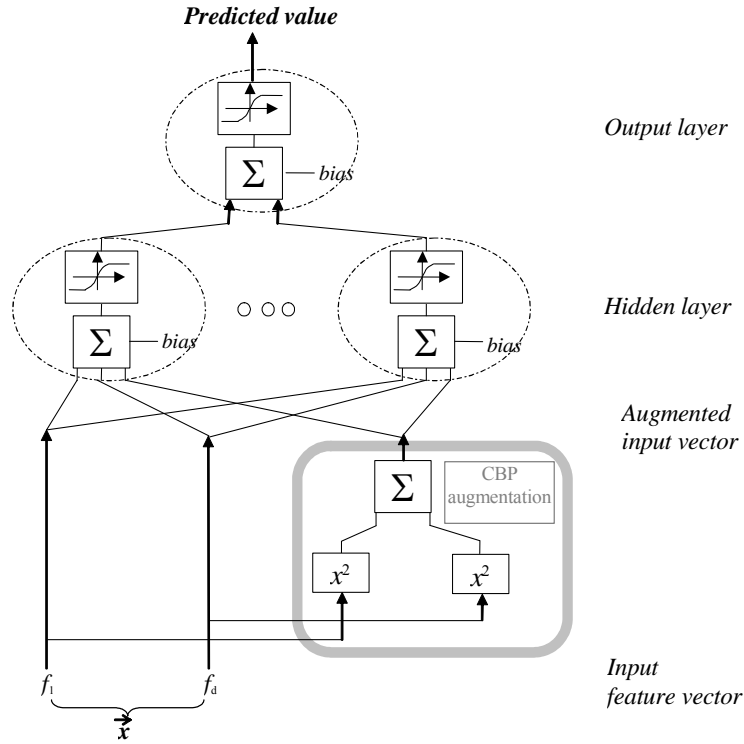 Predicted value
Output layer
Σ
bias
Hidden layer
Σ
bias
Σ
bias
Augmented
input vector
CBP
augmentation
Σ
x²
x²
Input
feature vector
f₁
f_d
x